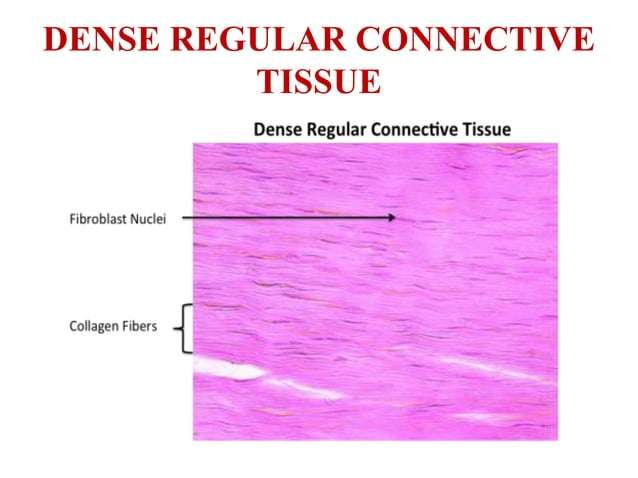 DENSE REGULAR CONNECTIVE
TISSUE
Dense Regular Connective Tissue
Fibroblast Nuclei
Collagen Fibers